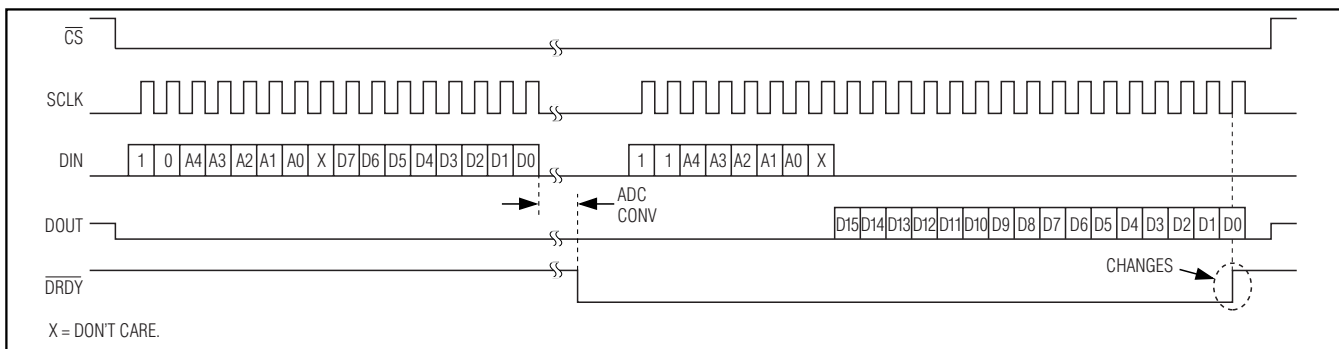 CS
SCLK
DIN 1 0 A4 A3 A2 A1 A0 X D7 D6 D5 D4 D3 D2 D1 D0 1 1 A4 A3 A2 A1 A0 X
ADC
CONV
DOUT D15 D14 D13 D12 D11 D10 D9 D8 D7 D6 D5 D4 D3 D2 D1 D0
CHANGES
DRDY
X = DON'T CARE.